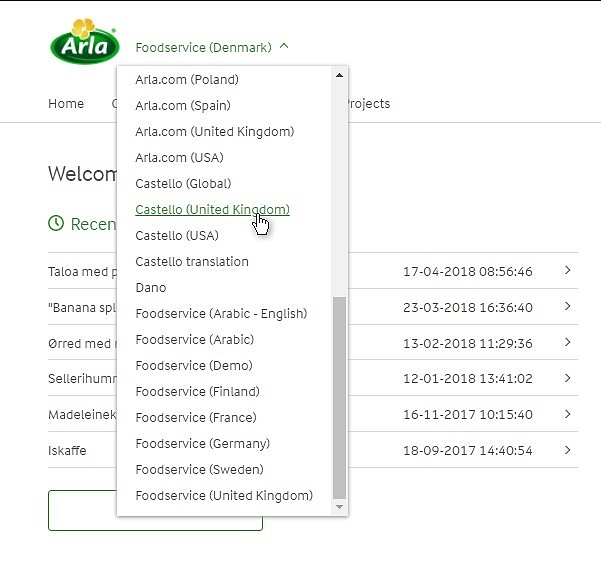 Arla
Foodservice (Denmark)
Home
Projects
Arla.com (Poland)
Arla.com (Spain)
Arla.com (United Kingdom)
Arla.com (USA)
Castello (Global)
Castello (United Kingdom)
Castello (USA)
Castello translation
Dano
Foodservice (Arabic - English)
Foodservice (Arabic)
Foodservice (Demo)
Foodservice (Finland)
Foodservice (France)
Foodservice (Germany)
Foodservice (Sweden)
Foodservice (United Kingdom)
Welcom
Recen
Taloa med p 17-04-2018 08:56:46
"Banana spl 23-03-2018 16:36:40
Ørred med 13-02-2018 11:29:36
Sellerihum 12-01-2018 13:41:02
Madeleinek 16-11-2017 10:15:40
Iskaffe 18-09-2017 14:40:54